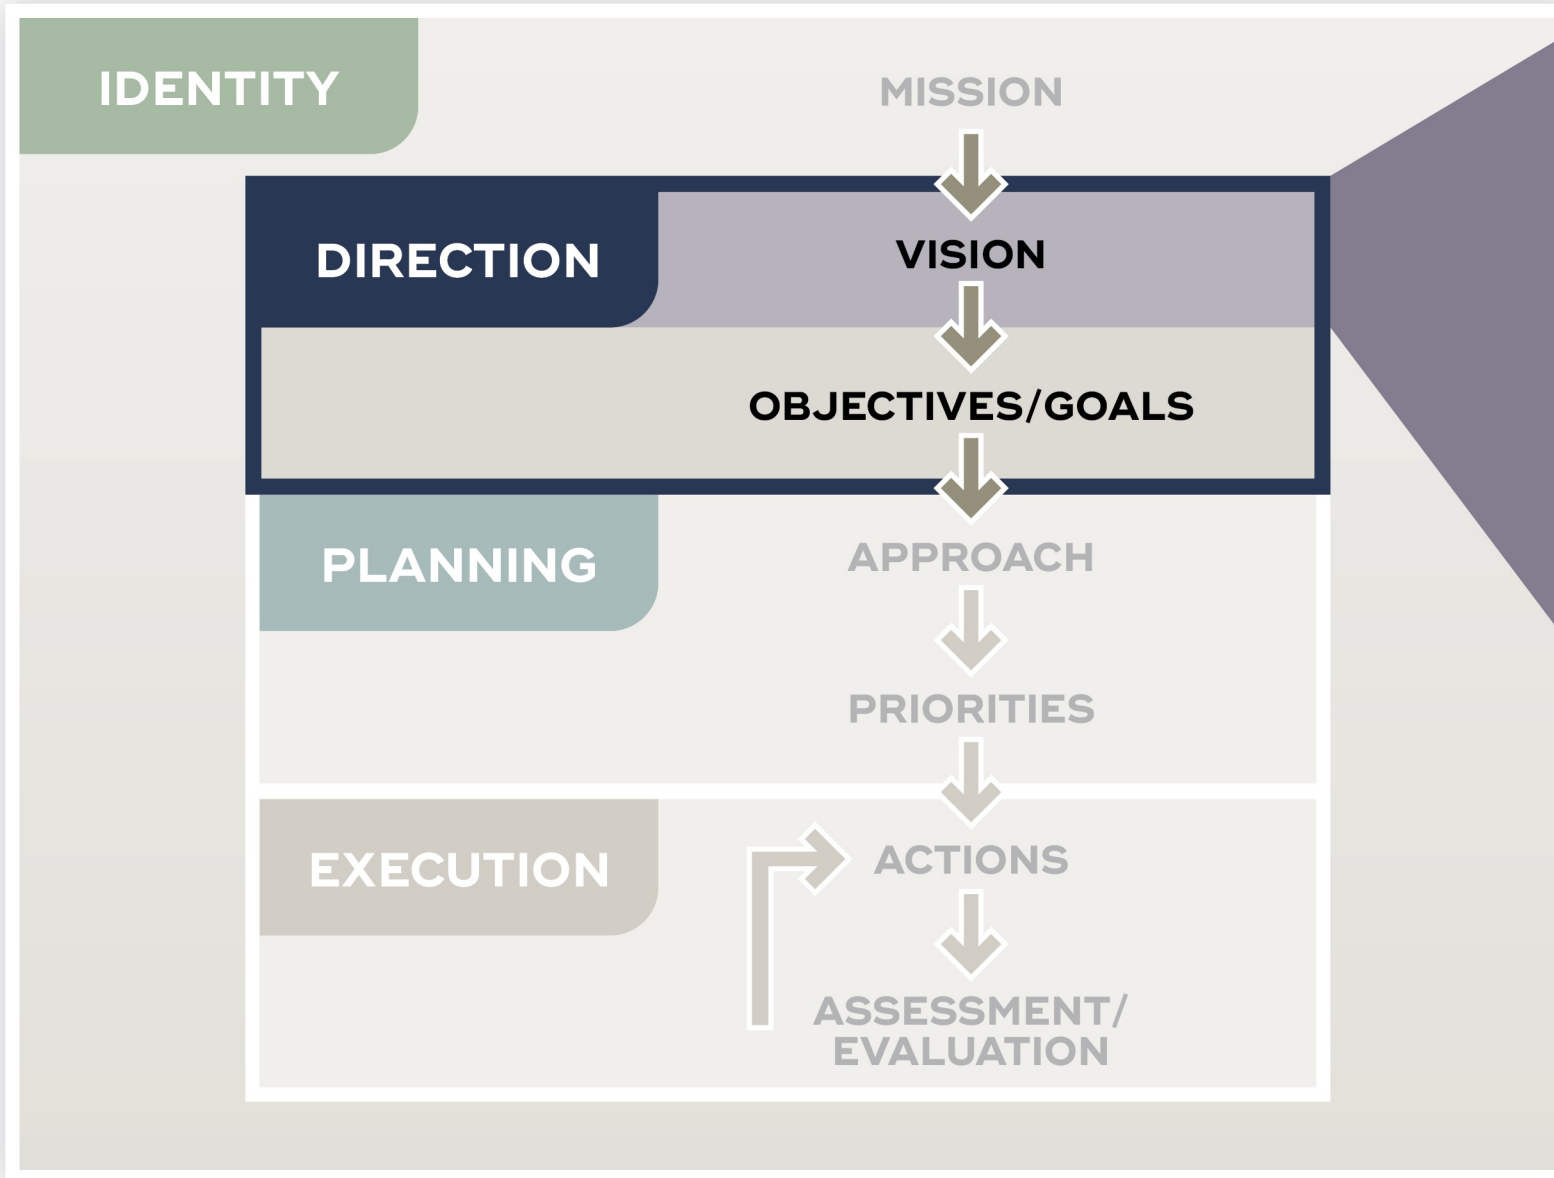 IDENTITY
MISSION
DIRECTION
VISION
OBJECTIVES/GOALS
PLANNING
APPROACH
PRIORITIES
EXECUTION
ACTIONS
ASSESSMENT/
EVALUATION